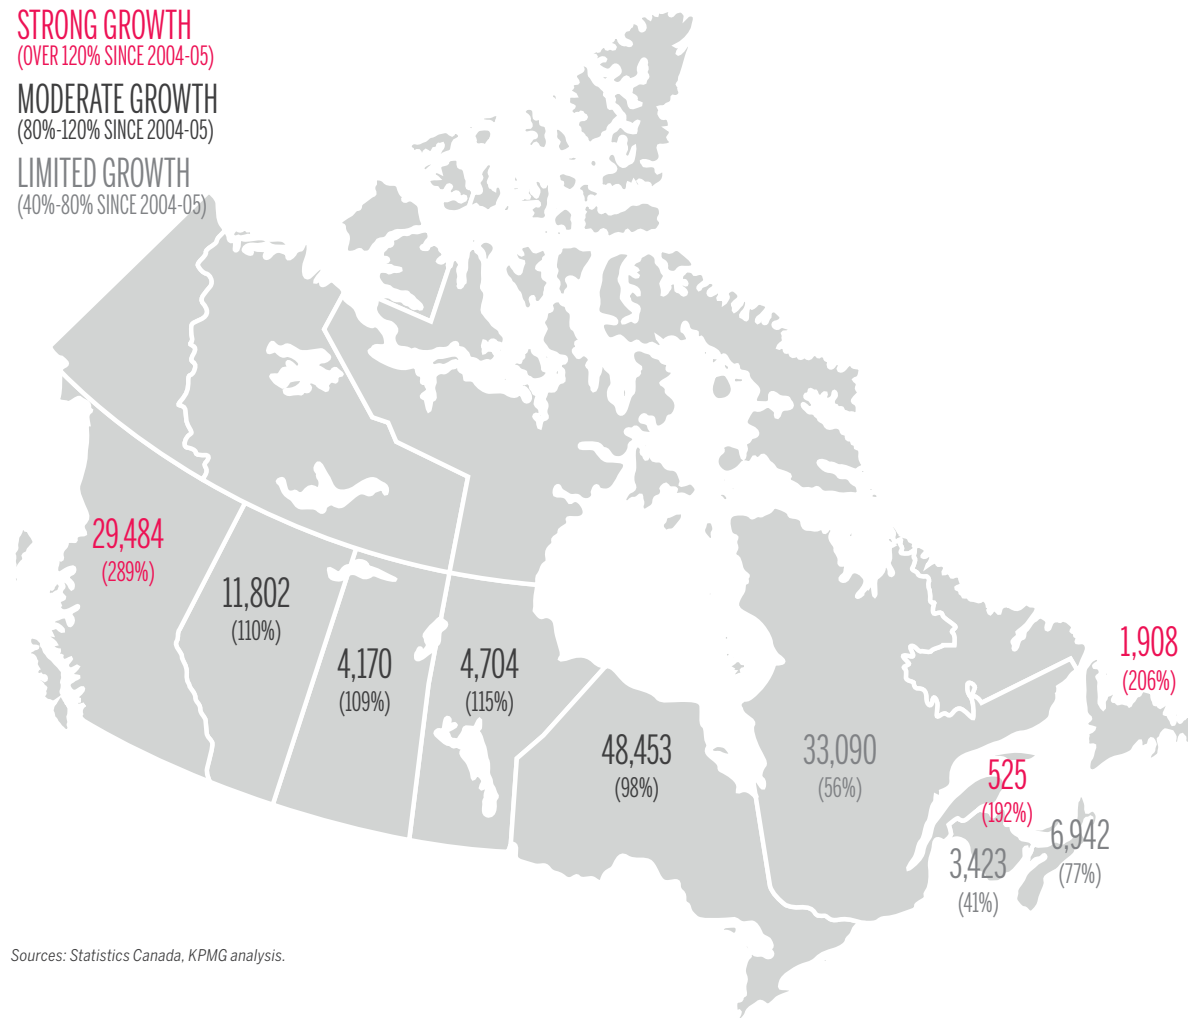 STRONG GROWTH
(OVER 120% SINCE 2004-05)
MODERATE GROWTH
(80%-120% SINCE 2004-05)
LIMITED GROWTH
(40%-80% SINCE 2004-05)
29,484
(289%)
11,802
(110%)
4,170
(109%)
4,704
(115%)
48,453
(98%)
33,090
(56%)
1,908
(206%)
525
(192%)
6,942
(77%)
3,423
(41%)
Sources: Statistics Canada, KPMG analysis.